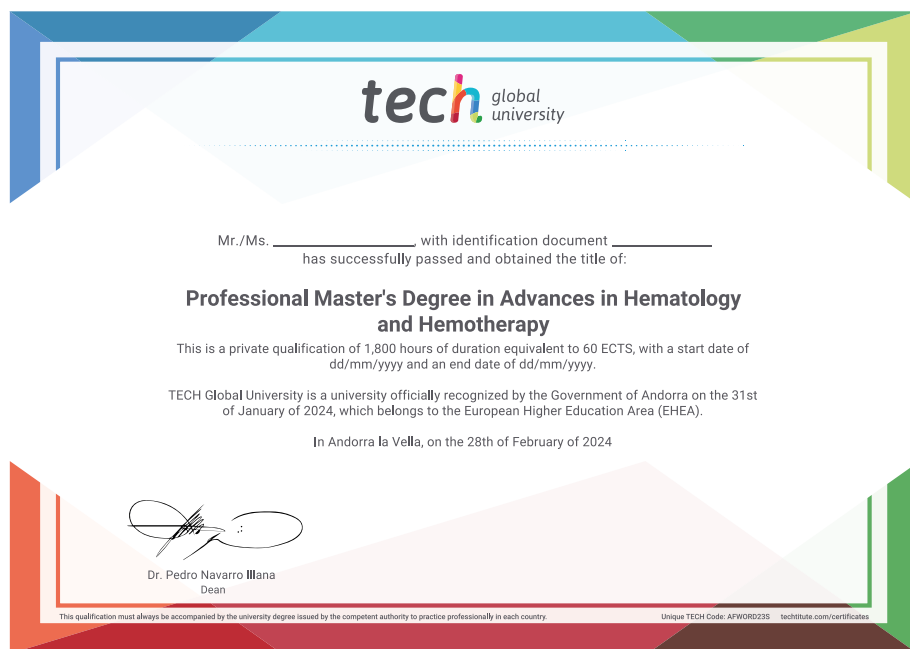 tech global
university
Mr./Ms. ____________________, with identification document ______________
has successfully passed and obtained the title of:
Professional Master's Degree in Advances in Hematology
and Hemotherapy
This is a private qualification of 1,800 hours of duration equivalent to 60 ECTS, with a start date of
dd/mm/yyyy and an end date of dd/mm/yyyy.
TECH Global University is a university officially recognized by the Government of Andorra on the 31st
of January of 2024, which belongs to the European Higher Education Area (EHEA).
In Andorra la Vella, on the 28th of February of 2024
Dr. Pedro Navarro Illana
Dean
This qualification must always be accompanied by the university degree issued by the competent authority to practice professionally in each country. Unique TECH Code: AFWORD23S techtitute.com/certificates